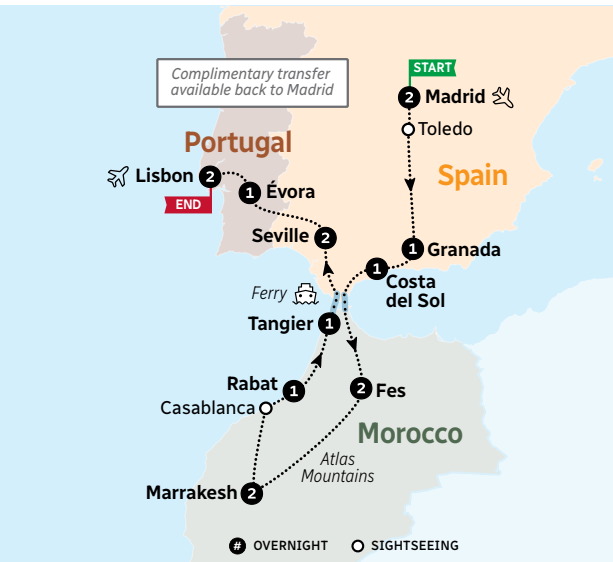 START
Complimentary transfer
available back to Madrid
2 Madrid
Toledo
Portugal
Lisbon 2
Spain
1 Évora
END
Seville 2
1 Granada
1
Costa
del Sol
Ferry
Tangier 1
Rabat
1
2 Fes
Casablanca
Morocco
Atlas
Mountains
Marrakesh 2
# OVERNIGHT
SIGHTSEEING